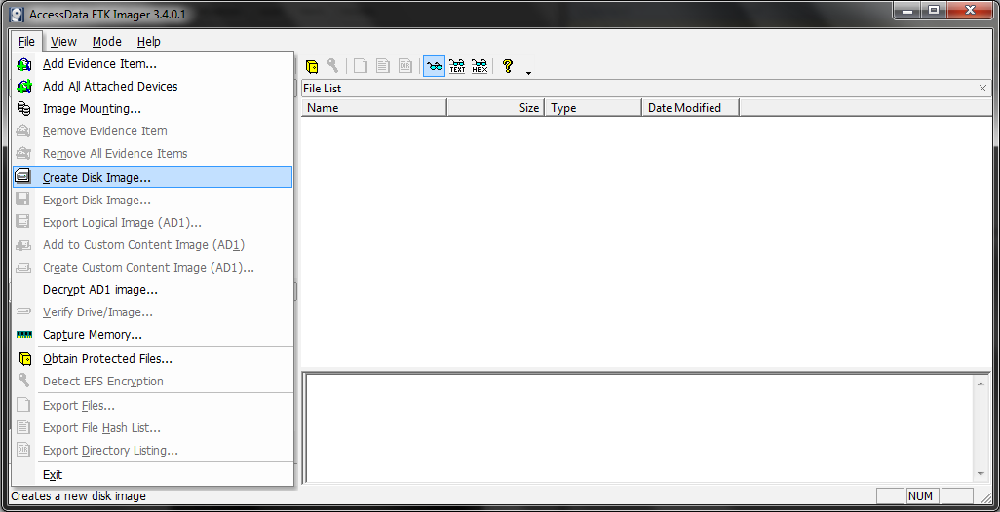 AccessData FTK Imager 3.4.0.1
File View Mode Help
Add Evidence Item...
Add All Attached Devices
Image Mounting...
Remove Evidence Item
Remove All Evidence Items
Create Disk Image...
Export Disk Image...
Export Logical Image (AD1)...
Add to Custom Content Image (AD1)
Create Custom Content Image (AD1)...
Decrypt AD1 image...
Verify Drive/Image...
Capture Memory...
Obtain Protected Files...
Detect EFS Encryption
Export Files...
Export File Hash List...
Export Directory Listing...
Exit
TEXT HEX
File List
Name Size Type Date Modified
Creates a new disk image
NUM